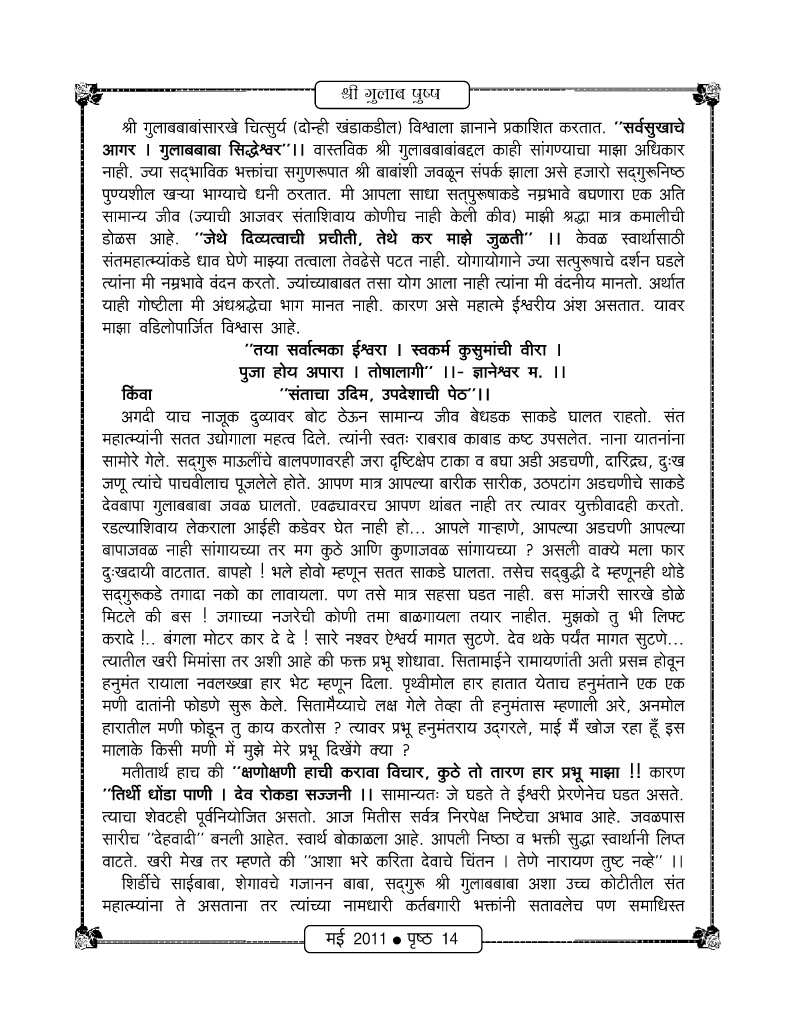 श्री गुलाब पुष्प
श्री गुलाबबाबांसारखे चित्सुर्य (दोन्ही खंडाकडील) विश्वाला ज्ञानाने प्रकाशित करतात. "सर्वसुखाचे
आगर । गुलाबबाबा सिद्धेश्वर"।। वास्तविक श्री गुलाबबाबांबद्दल काही सांगण्याचा माझा अधिकार
नाही. ज्या सद्‌भाविक भक्तांचा सगुणरूपात श्री बाबांशी जवळून संपर्क झाला असे हजारो सद्‌गुरूनिष्ठ
पुण्यशील खऱ्या भाग्याचे धनी ठरतात. मी आपला साधा सत्‌पुरूषाकडे नम्रभावे बघणारा एक अति
सामान्य जीव (ज्याची आजवर संताशिवाय कोणीच नाही केली कीव) माझी श्रद्धा मात्र कमालीची
डोळस आहे. "जेथे दिव्यत्वाची प्रचीती, तेथे कर माझे जुळती" ।। केवळ स्वार्थासाठी
संतमहात्म्यांकडे धाव घेणे माझ्या तत्वाला तेवढेसे पटत नाही. योगायोगाने ज्या सत्पुरूषाचे दर्शन घडले
त्यांना मी नम्रभावे वंदन करतो. ज्यांच्याबाबत तसा योग आला नाही त्यांना मी वंदनीय मानतो. अर्थात
याही गोष्टीला मी अंधश्रद्धेचा भाग मानत नाही. कारण असे महात्मे ईश्वरीय अंश असतात. यावर
माझा वडिलोपार्जित विश्वास आहे.
"तया सर्वात्मका ईश्वरा । स्वकर्म कुसुमांची वीरा ।
पुजा होय अपारा । तोषालागी" ।।- ज्ञानेश्वर म. ।।
किंवा "संताचा उदिम, उपदेशाची पेठ"।।
अगदी याच नाजूक दुव्यावर बोट ठेऊन सामान्य जीव बेधडक साकडे घालत राहतो. संत
महात्म्यांनी सतत उद्योगाला महत्व दिले. त्यांनी स्वतः राबराब काबाड कष्ट उपसलेत. नाना यातनांना
सामोरे गेले. सद्‌गुरू माऊलींचे बालपणावरही जरा दृष्टिक्षेप टाका व बघा अडी अडचणी, दारिद्र्य, दुःख
जणू त्यांचे पाचवीलाच पूजलेले होते. आपण मात्र आपल्या बारीक सारीक, उठपटांग अडचणीचे साकडे
देवबापा गुलाबबाबा जवळ घालतो. एवढ्यावरच आपण थांबत नाही तर त्यावर युक्तीवादही करतो.
रडल्याशिवाय लेकराला आईही कडेवर घेत नाही हो... आपले गाऱ्हाणे, आपल्या अडचणी आपल्या
बापाजवळ नाही सांगायच्या तर मग कुठे आणि कुणाजवळ सांगायच्या ? असली वाक्ये मला फार
दुःखदायी वाटतात. बापहो ! भले होवो म्हणून सतत साकडे घालता. तसेच सद्‌बुद्धी दे म्हणूनही थोडे
सद्‌गुरूकडे तगादा नको का लावायला. पण तसे मात्र सहसा घडत नाही. बस मांजरी सारखे डोळे
मिटले की बस ! जगाच्या नजरेची कोणी तमा बाळगायला तयार नाहीत. मुझको तु भी लिफ्ट
करादे !.. बंगला मोटर कार दे दे ! सारे नश्वर ऐश्वर्य मागत सुटणे. देव थके पर्यंत मागत सुटणे...
त्यातील खरी मिमांसा तर अशी आहे की फक्त प्रभू शोधावा. सितामाईने रामायणांती अती प्रसन्न होवून
हनुमंत रायाला नवलख्खा हार भेट म्हणून दिला. पृथ्वीमोल हार हातात येताच हनुमंताने एक एक
मणी दातांनी फोडणे सुरू केले. सितामैय्याचे लक्ष गेले तेव्हा ती हनुमंतास म्हणाली अरे, अनमोल
हारातील मणी फोडून तु काय करतोस ? त्यावर प्रभू हनुमंतराय उद्‌गरले, माई मैं खोज रहा हूँ इस
मालाके किसी मणी में मुझे मेरे प्रभू दिखेंगे क्या ?
मतीतार्थ हाच की "क्षणोक्षणी हाची करावा विचार, कुठे तो तारण हार प्रभू माझा !! कारण
"तिर्थी धोंडा पाणी । देव रोकडा सज्जनी ।। सामान्यतः जे घडते ते ईश्वरी प्रेरणेनेच घडत असते.
त्याचा शेवटही पूर्वनियोजित असतो. आज मितीस सर्वत्र निरपेक्ष निष्टेचा अभाव आहे. जवळपास
सारीच "देहवादी" बनली आहेत. स्वार्थ बोकाळला आहे. आपली निष्ठा व भक्ती सुद्धा स्वार्थानी लिप्त
वाटते. खरी मेख तर म्हणते की "आशा भरे करिता देवाचे चिंतन । तेणे नारायण तुष्ट नव्हे" ।।
शिर्डीचे साईबाबा, शेगावचे गजानन बाबा, सद्‌गुरू श्री गुलाबबाबा अशा उच्च कोटीतील संत
महात्म्यांना ते असताना तर त्यांच्या नामधारी कर्तबगारी भक्तांनी सतावलेच पण समाधिस्त
मई 2011 ● पृष्ठ 14